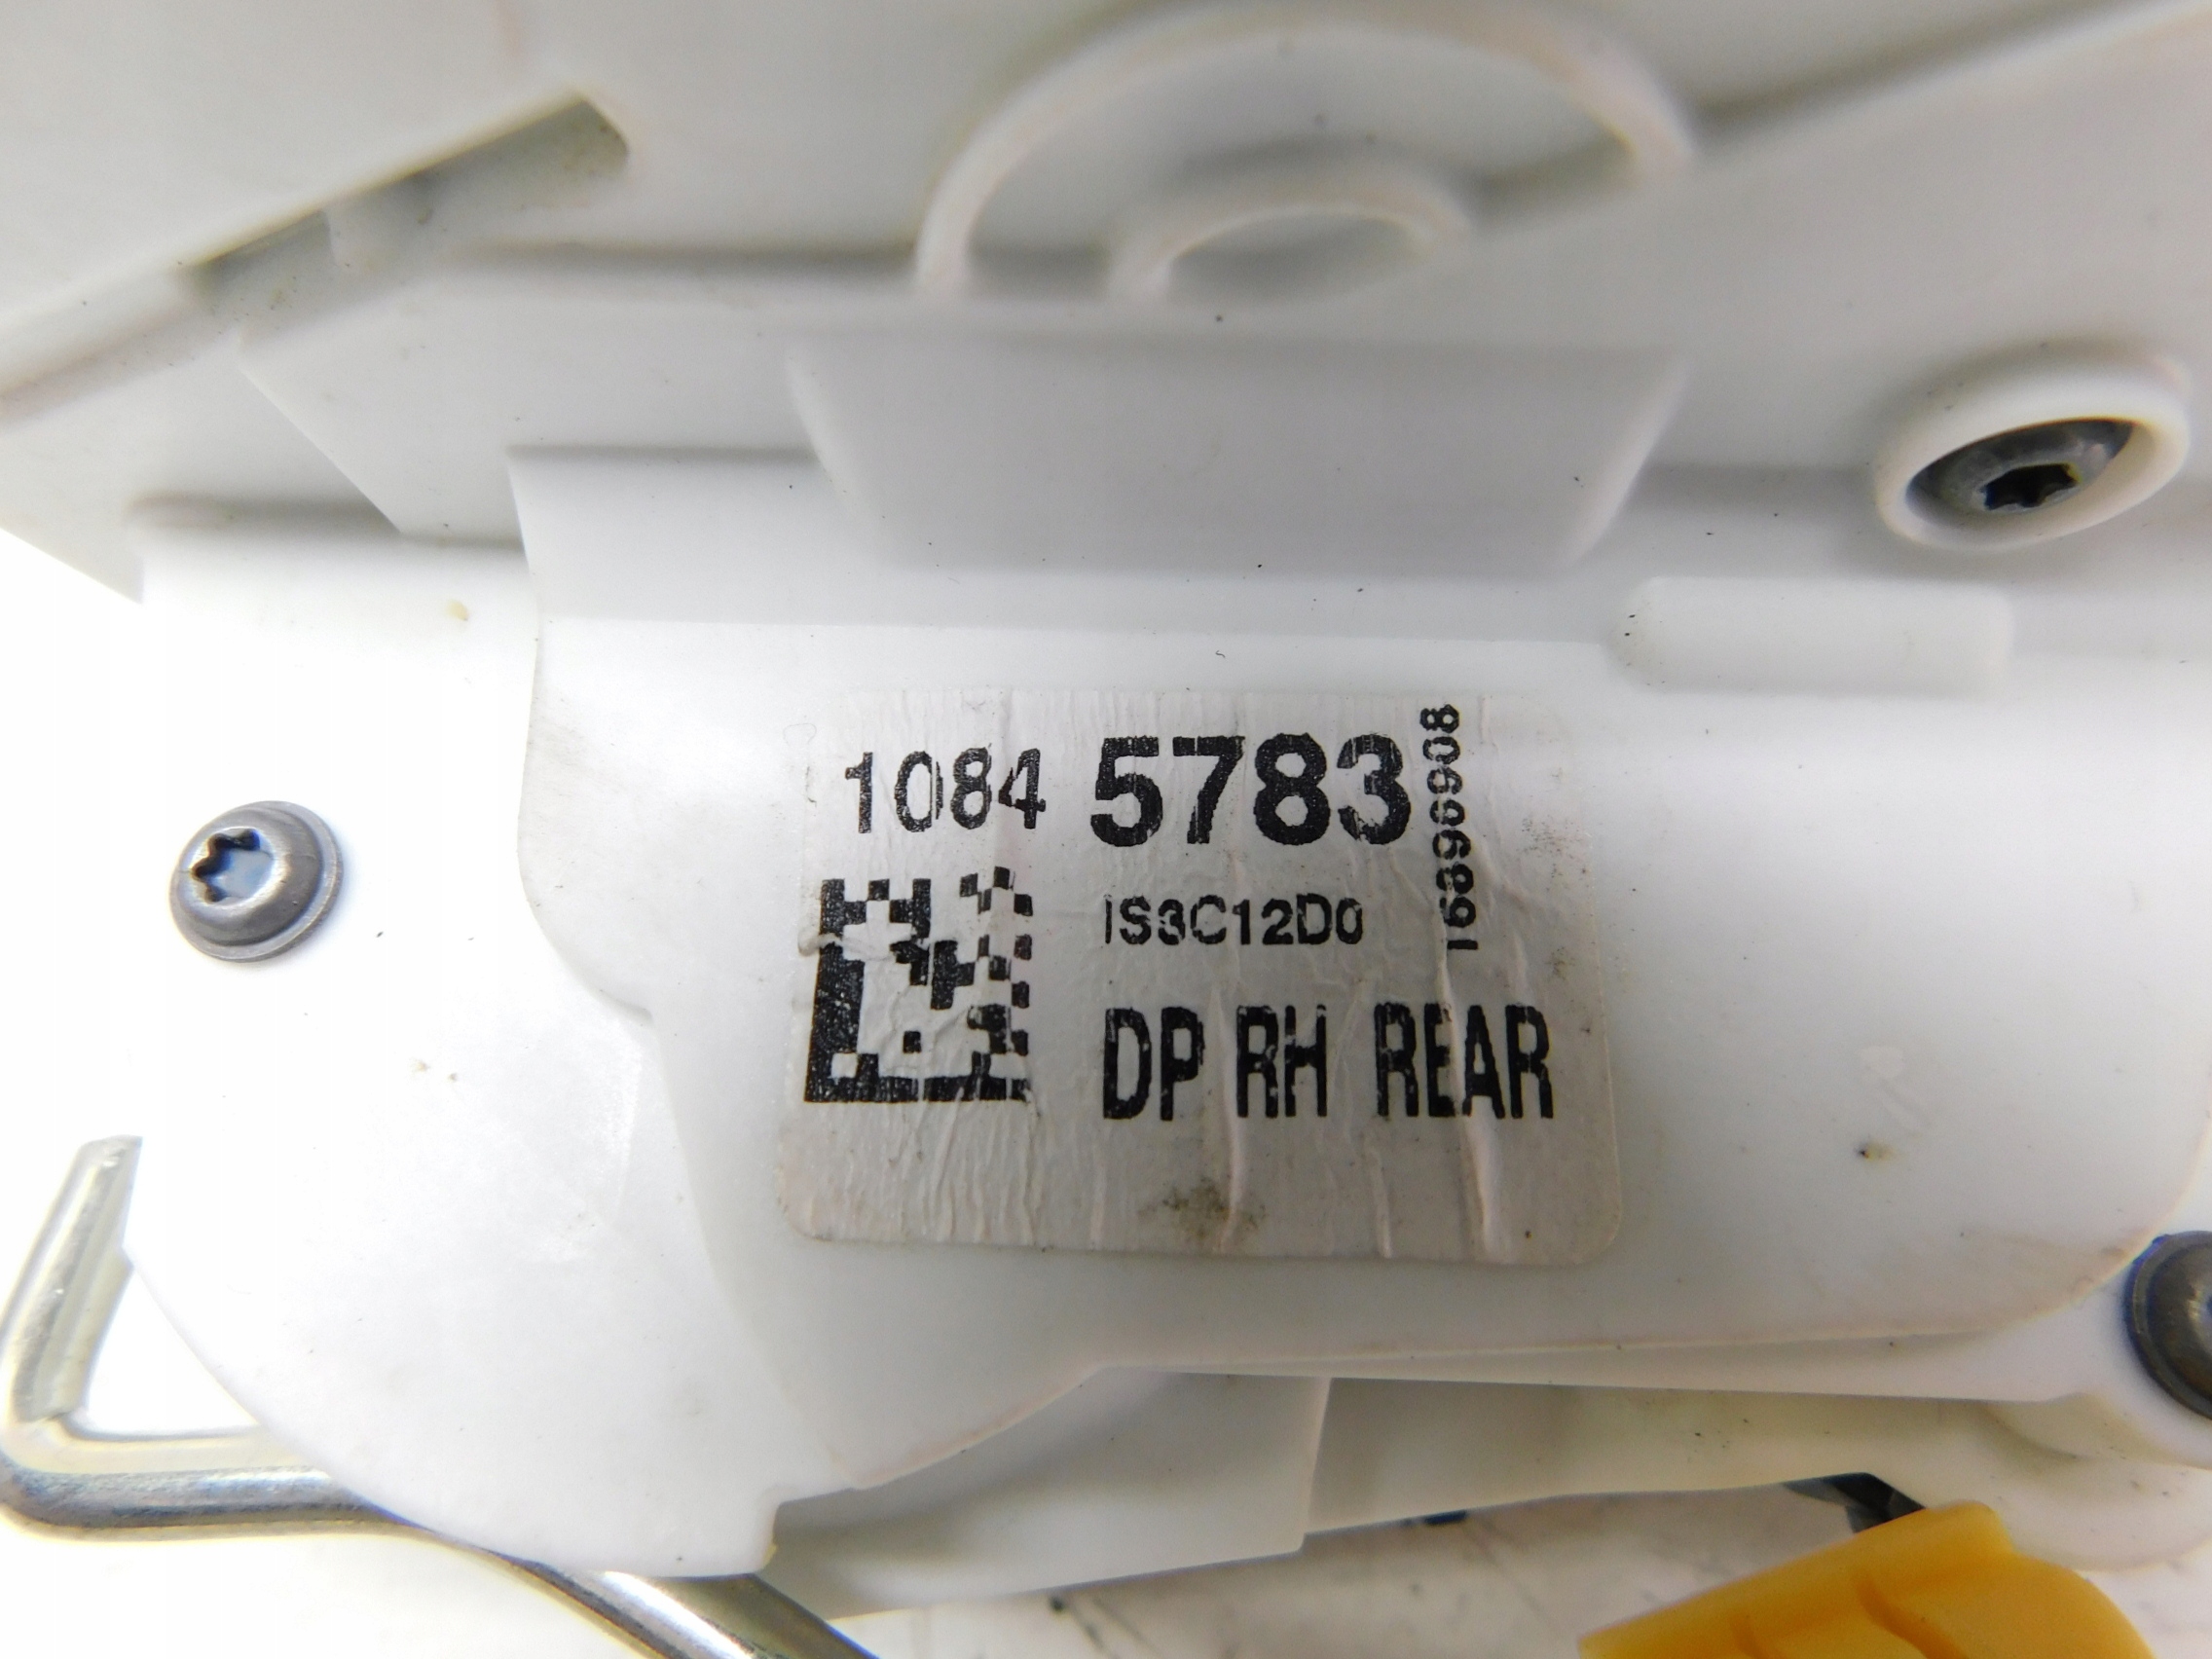 1084 5783
16896908
IS3C12D0
DP RH REAR